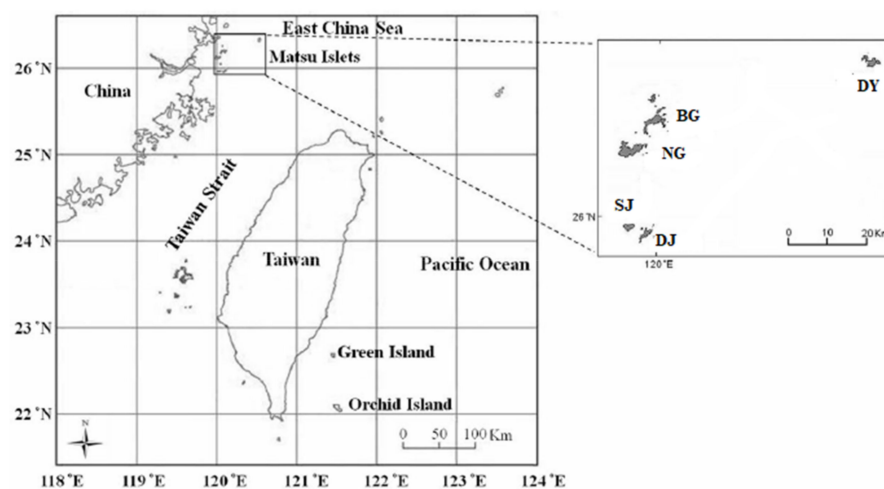 East China Sea
Matsu Islets
26°N
China
25°N
Taiwan Strait
24°N
Taiwan
Pacific Ocean
23°N
Green Island
22°N
Orchid Island
N
0 50 100 Km
118°E 119°E 120°E 121°E 122°E 123°E 124°E
DY
BG
NG
SJ
26°N
DJ
0 10 20 Km
120°E